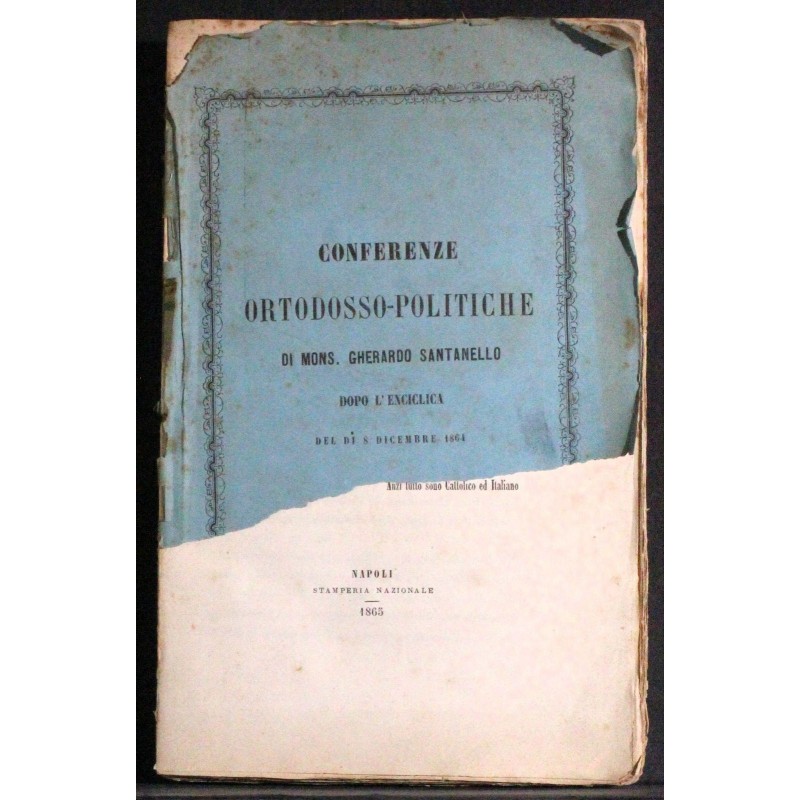 CONFERENZE
ORTODOSSO-POLITICHE
DI MONS. GHERARDO SANTANELLO
DOPO L'ENCICLICA
DEL DÌ 8 DICEMBRE 1864
Anzi tutto sono Cattolico ed Italiano
NAPOLI
STAMPERIA NAZIONALE
1865